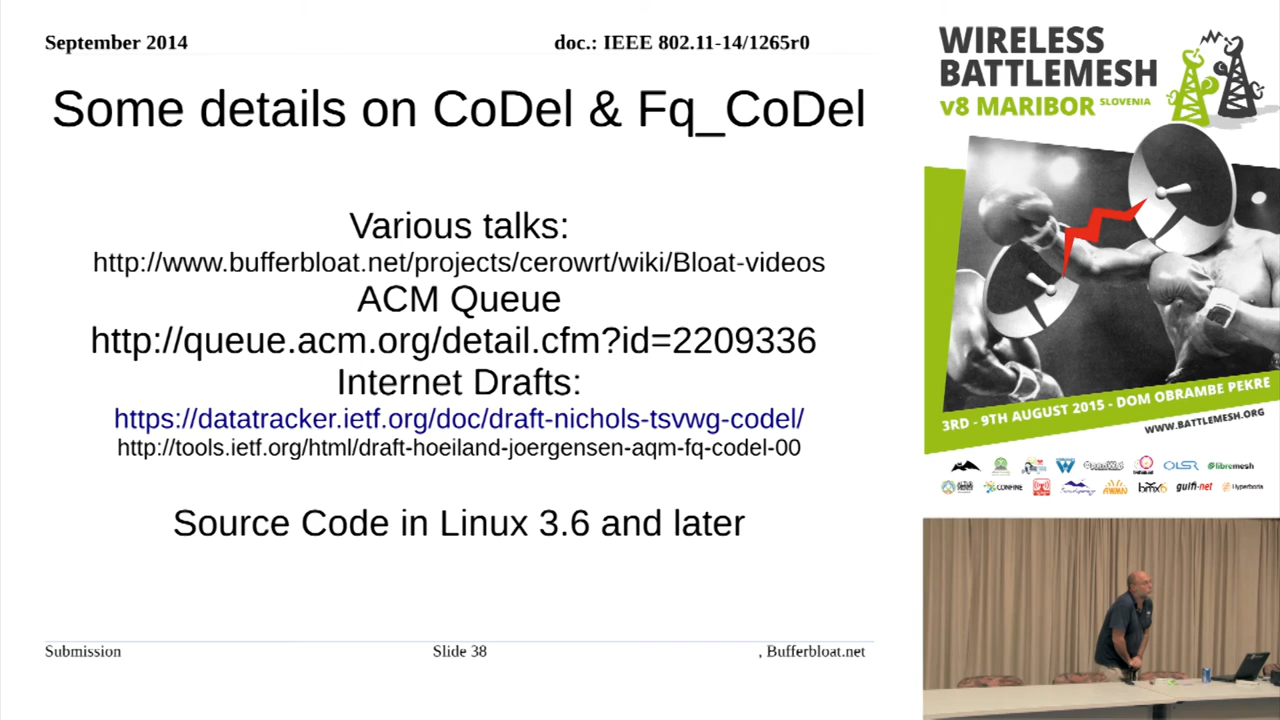 September 2014
doc.: IEEE 802.11-14/1265r0
Some details on CoDel & Fq_CoDel
Various talks:
http://www.bufferbloat.net/projects/cerowrt/wiki/Bloat-videos
ACM Queue
http://queue.acm.org/detail.cfm?id=2209336
Internet Drafts:
https://datatracker.ietf.org/doc/draft-nichols-tsvwg-codel/
http://tools.ietf.org/html/draft-hoeiland-joergensen-aqm-fq-codel-00
Source Code in Linux 3.6 and later
Submission
Slide 38
, Bufferbloat.net
WIRELESS
BATTLEMESH
v8 MARIBOR SLOVENIA
3RD - 9TH AUGUST 2015 - DOM OBRAMBE PEKRE
WWW.BATTLEMESH.ORG
OLSR
libremesh
CONFINE
bmx6
guifi·net
Hyperboria